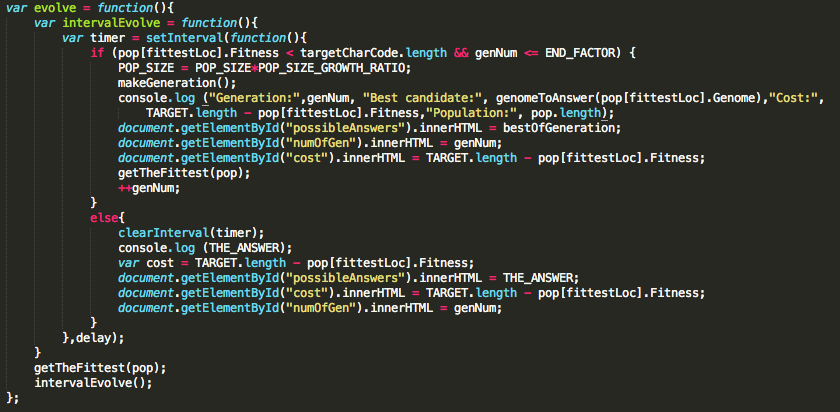 var evolve = function(){
    var intervalEvolve = function(){
        var timer = setInterval(function(){
            if (pop[fittestLoc].Fitness < targetCharCode.length && genNum <= END_FACTOR) {
                POP_SIZE = POP_SIZE*POP_SIZE_GROWTH_RATIO;
                makeGeneration();
                console.log ("Generation:",genNum, "Best candidate:", genomeToAnswer(pop[fittestLoc].Genome),"Cost:",
                    TARGET.length - pop[fittestLoc].Fitness,"Population:", pop.length);
                document.getElementById("possibleAnswers").innerHTML = bestOfGeneration;
                document.getElementById("numOfGen").innerHTML = genNum;
                document.getElementById("cost").innerHTML = TARGET.length - pop[fittestLoc].Fitness;
                getTheFittest(pop);
                ++genNum;
            }
            else{
                clearInterval(timer);
                console.log (THE_ANSWER);
                var cost = TARGET.length - pop[fittestLoc].Fitness;
                document.getElementById("possibleAnswers").innerHTML = THE_ANSWER;
                document.getElementById("cost").innerHTML = TARGET.length - pop[fittestLoc].Fitness;
                document.getElementById("numOfGen").innerHTML = genNum;
            }
        },delay);
    }
    getTheFittest(pop);
    intervalEvolve();
};